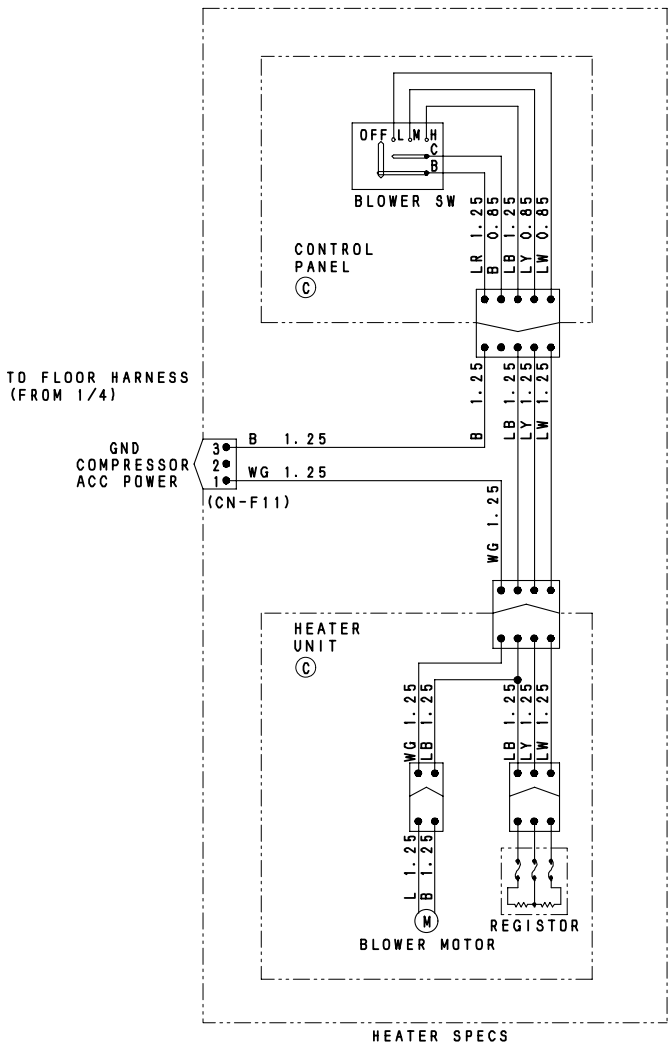 OFF L M H
C
B
BLOWER SW
LR 1.25
B 0.85
LB 1.25
LY 0.85
LW 0.85
CONTROL
PANEL
C
TO FLOOR HARNESS
(FROM 1/4)
B 1.25
LB 1.25
LY 1.25
LW 1.25
GND 3
COMPRESSOR 2
ACC POWER 1
B 1.25
WG 1.25
(CN-F11)
WG 1.25
HEATER
UNIT
C
WG 1.25
LB 1.25
LB 1.25
LY 1.25
LW 1.25
L 1.25
B 1.25
M
BLOWER MOTOR
REGISTOR
HEATER SPECS